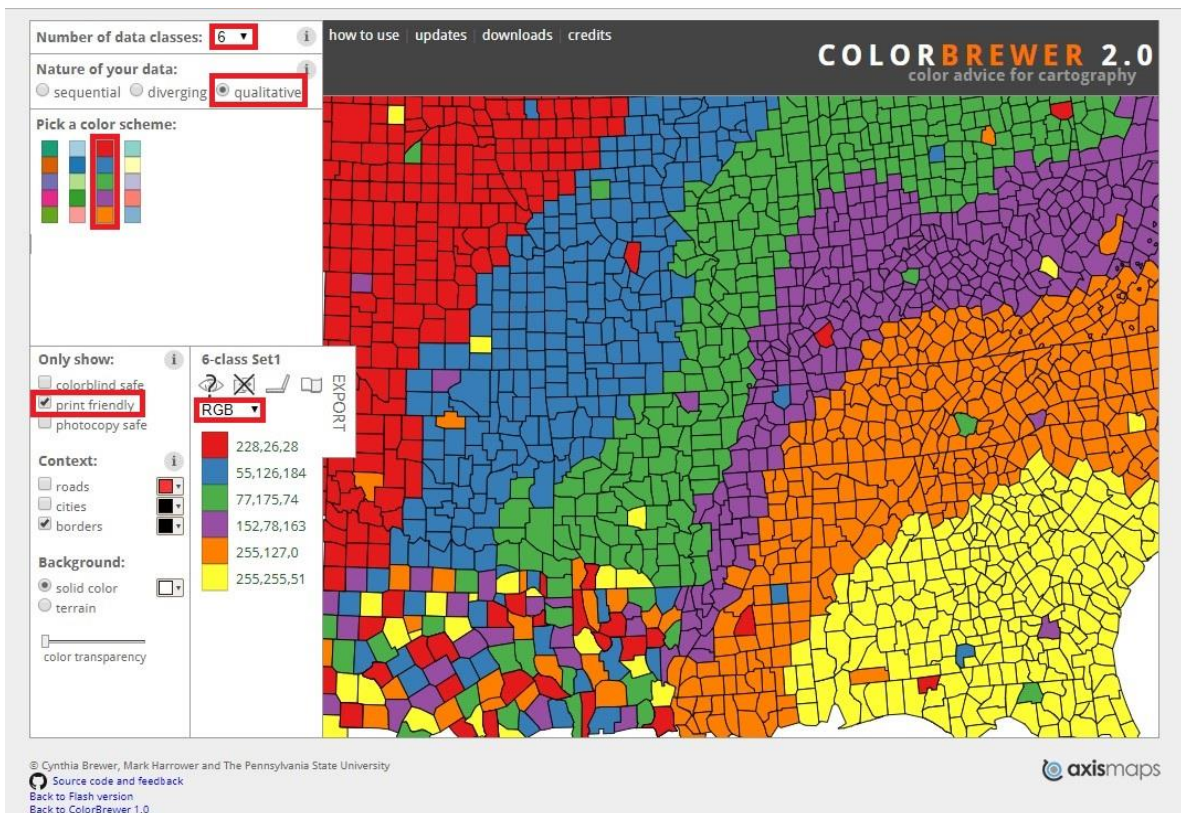 Number of data classes: 6
how to use | updates | downloads | credits
COLORBREWER 2.0
color advice for cartography
Nature of your data:
sequential diverging qualitative
Pick a color scheme:
Only show:
colorblind safe
print friendly
photocopy safe
Context:
roads
cities
borders
Background:
solid color
terrain
color transparency
6-class Set1
EXPORT
RGB
228,26,28
55,126,184
77,175,74
152,78,163
255,127,0
255,255,51
© Cynthia Brewer, Mark Harrower and The Pennsylvania State University
Source code and feedback
Back to Flash version
Back to ColorBrewer 1.0
axismaps